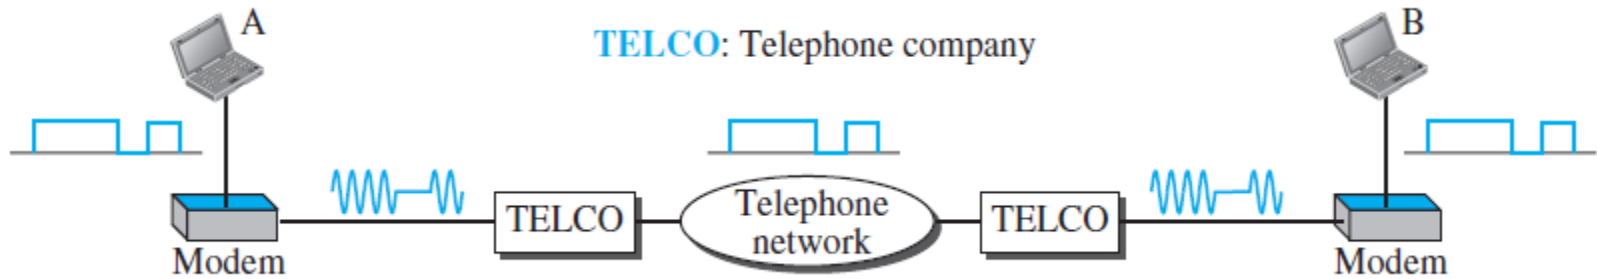 A
TELCO: Telephone company
B
TELCO
Telephone
network
TELCO
Modem
Modem